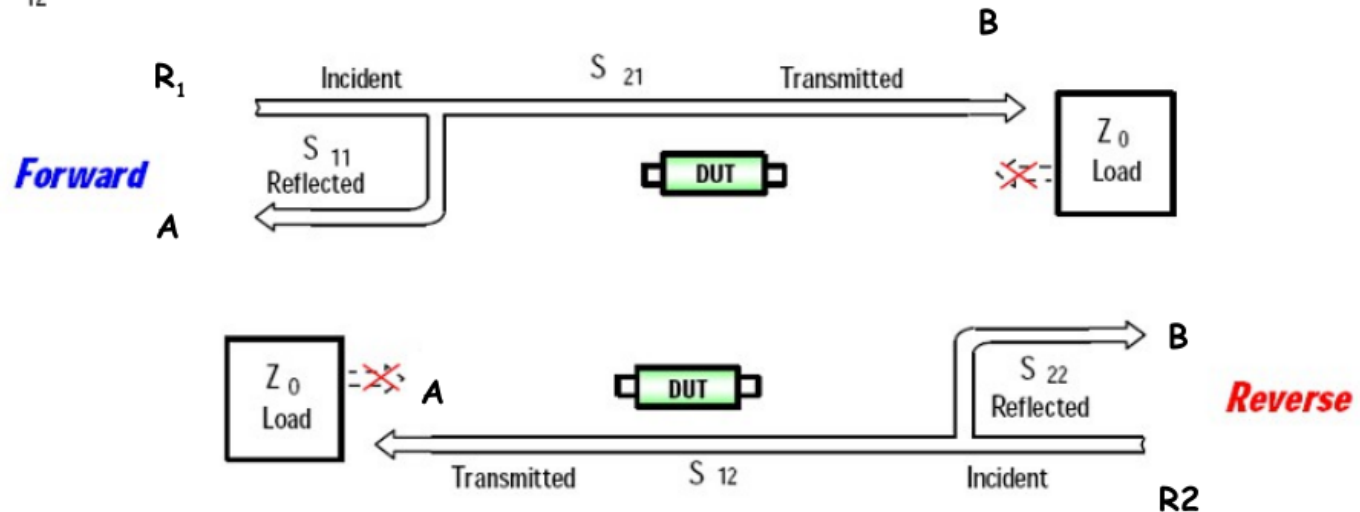 12
B
R1
Incident
S 21
Transmitted
Z 0
Load
S 11
Reflected
DUT
Forward
A
B
Z 0
Load
A
DUT
S 22
Reflected
Reverse
Transmitted
S 12
Incident
R2